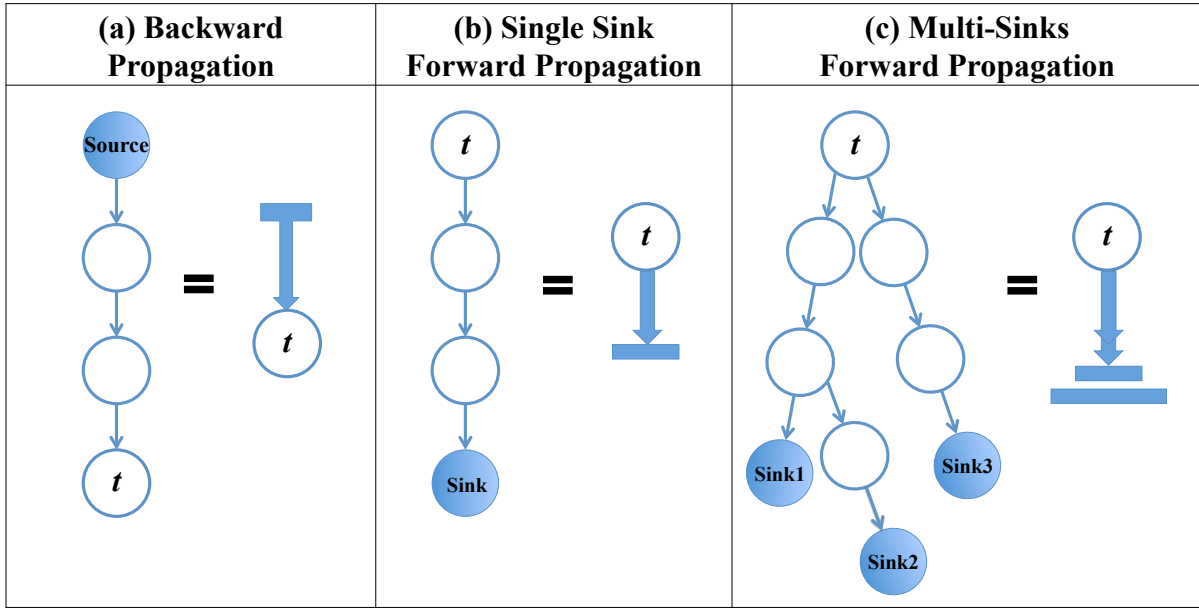 (a) Backward
Propagation
(b) Single Sink
Forward Propagation
(c) Multi-Sinks
Forward Propagation
Source
t
=
t
t
Sink
=
t
t
Sink1
Sink2
Sink3
=
t